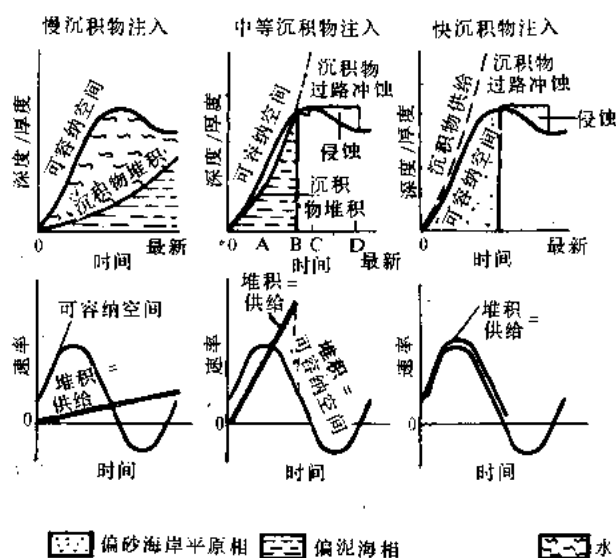 慢沉积物注入
中等沉积物注入
快沉积物注入
深度/厚度
可容纳空间
沉积物堆积
0
最新
时间
深度/厚度
可容纳空间
沉积物
过路冲蚀
侵蚀
沉积
物堆积
0 A B C D
时间
最新
深度/厚度
沉积物供给
可容纳空间
沉积物
过路冲蚀
侵蚀
0
最新
时间
速率
可容纳空间
堆积=
供给
0
时间
速率
堆积=
供给
堆积=
可容纳空间
0
时间
速率
堆积
供给=
0
时间
偏砂海岸平原相
偏泥海相
水